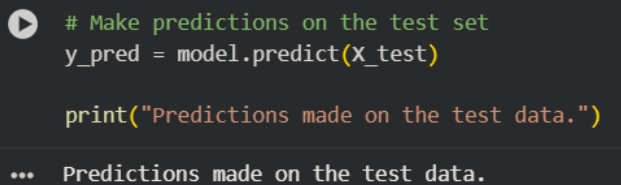 # Make predictions on the test set
y_pred = model.predict(X_test)
print("Predictions made on the test data.")
Predictions made on the test data.